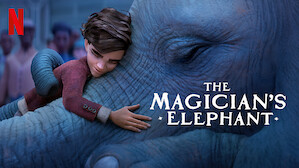 N
THE
MAGICIAN'S
• ELEPHANT •